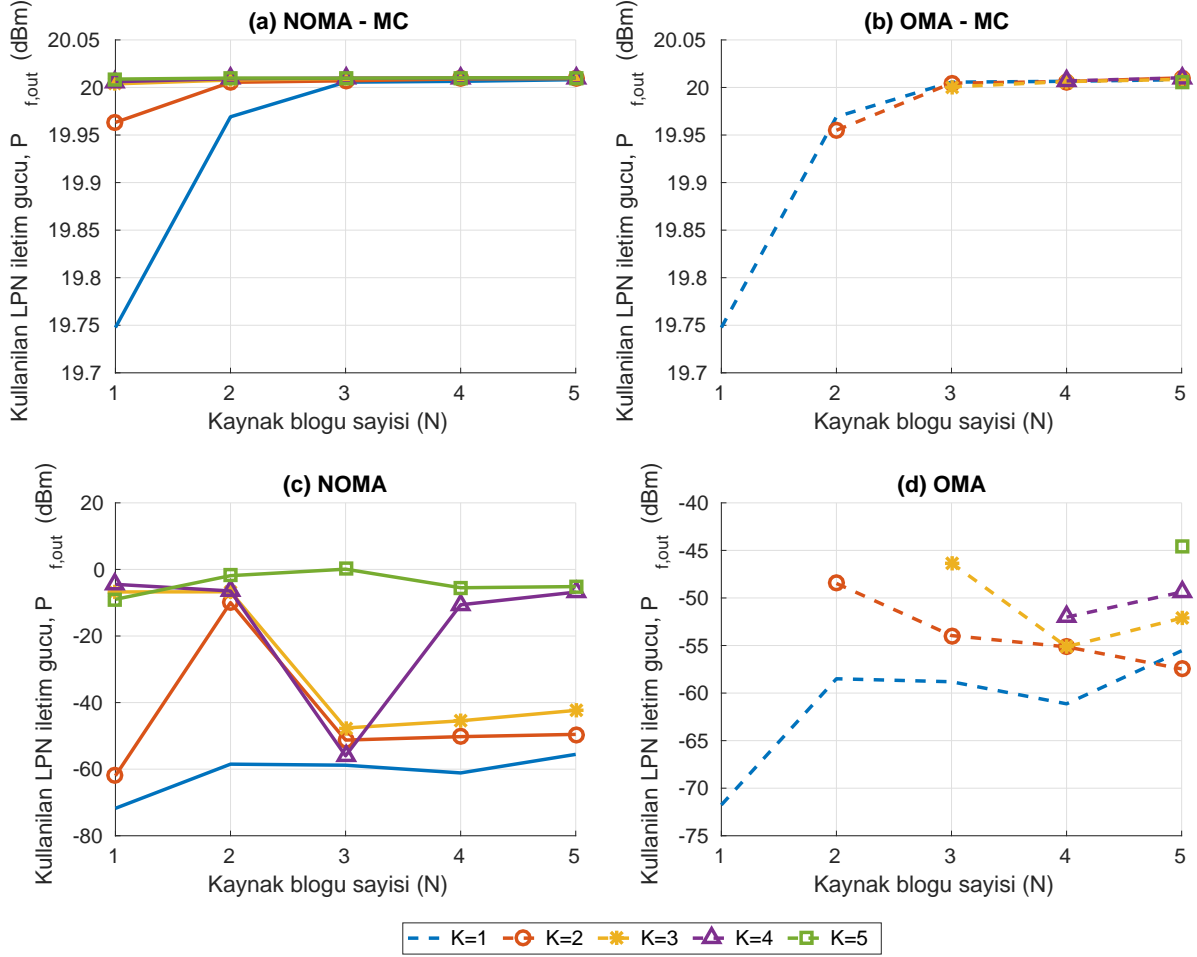 (a) NOMA - MC
20.05
20
19.95
19.9
19.85
19.8
19.75
19.7
1 2 3 4 5
Kaynak blogu sayisi (N)
Kullanilan LPN iletim gucu, P f,out (dBm)
(b) OMA - MC
20.05
20
19.95
19.9
19.85
19.8
19.75
19.7
1 2 3 4 5
Kaynak blogu sayisi (N)
Kullanilan LPN iletim gucu, P f,out (dBm)
(c) NOMA
20
0
-20
-40
-60
-80
1 2 3 4 5
Kaynak blogu sayisi (N)
Kullanilan LPN iletim gucu, P f,out (dBm)
(d) OMA
-40
-45
-50
-55
-60
-65
-70
-75
1 2 3 4 5
Kaynak blogu sayisi (N)
Kullanilan LPN iletim gucu, P f,out (dBm)
K=1 K=2 K=3 K=4 K=5